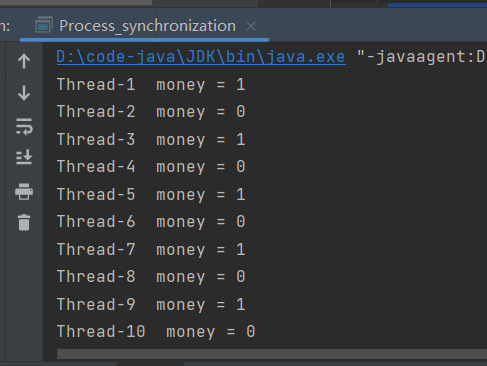 n: Process_synchronization
D:\code-java\JDK\bin\java.exe "-javaagent:D
Thread-1  money = 1
Thread-2  money = 0
Thread-3  money = 1
Thread-4  money = 0
Thread-5  money = 1
Thread-6  money = 0
Thread-7  money = 1
Thread-8  money = 0
Thread-9  money = 1
Thread-10  money = 0